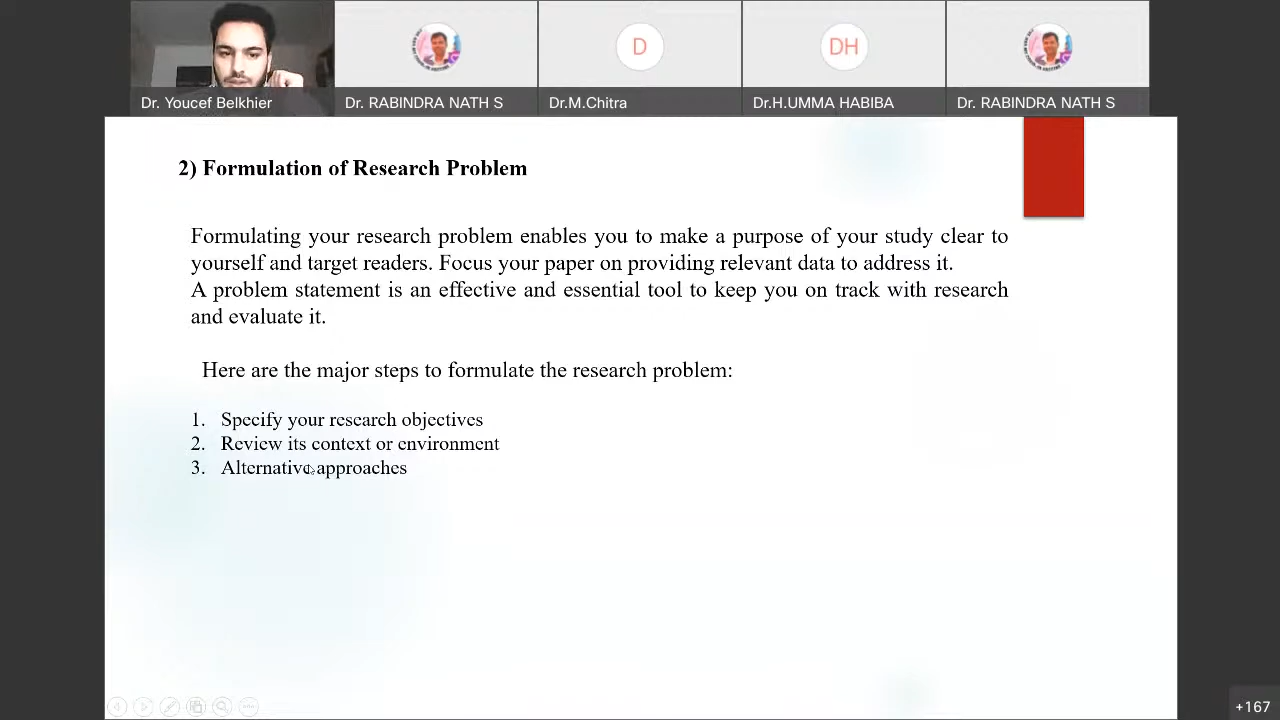 Dr. Youcef Belkhier
Dr. RABINDRA NATH S
D
Dr.M.Chitra
DH
Dr.H.UMMA HABIBA
Dr. RABINDRA NATH S
2) Formulation of Research Problem
Formulating your research problem enables you to make a purpose of your study clear to
yourself and target readers. Focus your paper on providing relevant data to address it.
A problem statement is an effective and essential tool to keep you on track with research
and evaluate it.
Here are the major steps to formulate the research problem:
1. Specify your research objectives
2. Review its context or environment
3. Alternative approaches
+167